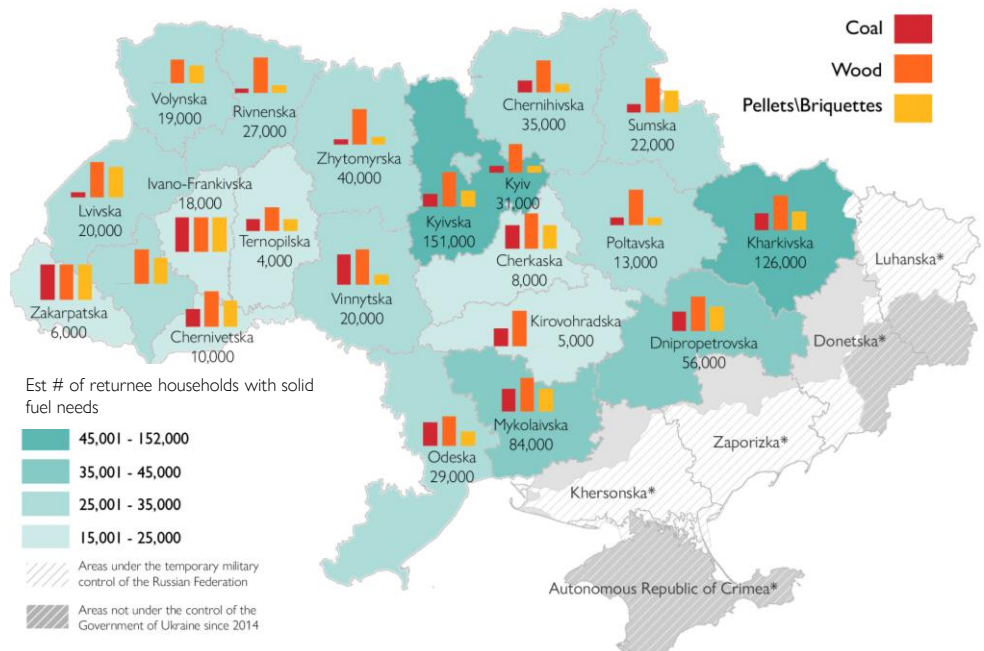 Coal
Wood
Pellets\Briquettes
Volynska
19,000
Rivnenska
27,000
Zhytomyrska
40,000
Chernihivska
35,000
Sumska
22,000
Lvivska
20,000
Ivano-Frankivska
18,000
Ternopilska
4,000
Kyivska
151,000
Kyiv
31,000
Cherkaska
8,000
Poltavska
13,000
Kharkivska
126,000
Luhanska*
Zakarpatska
6,000
Chernivetska
10,000
Vinnytska
20,000
Kirovohradska
5,000
Dnipropetrovska
56,000
Donetska*
Mykolaivska
84,000
Odeska
29,000
Zaporizka*
Khersonska*
Autonomous Republic of Crimea*
Est # of returnee households with solid
fuel needs
45,001 - 152,000
35,001 - 45,000
25,001 - 35,000
15,001 - 25,000
Areas under the temporary military
control of the Russian Federation
Areas not under the control of the
Government of Ukraine since 2014